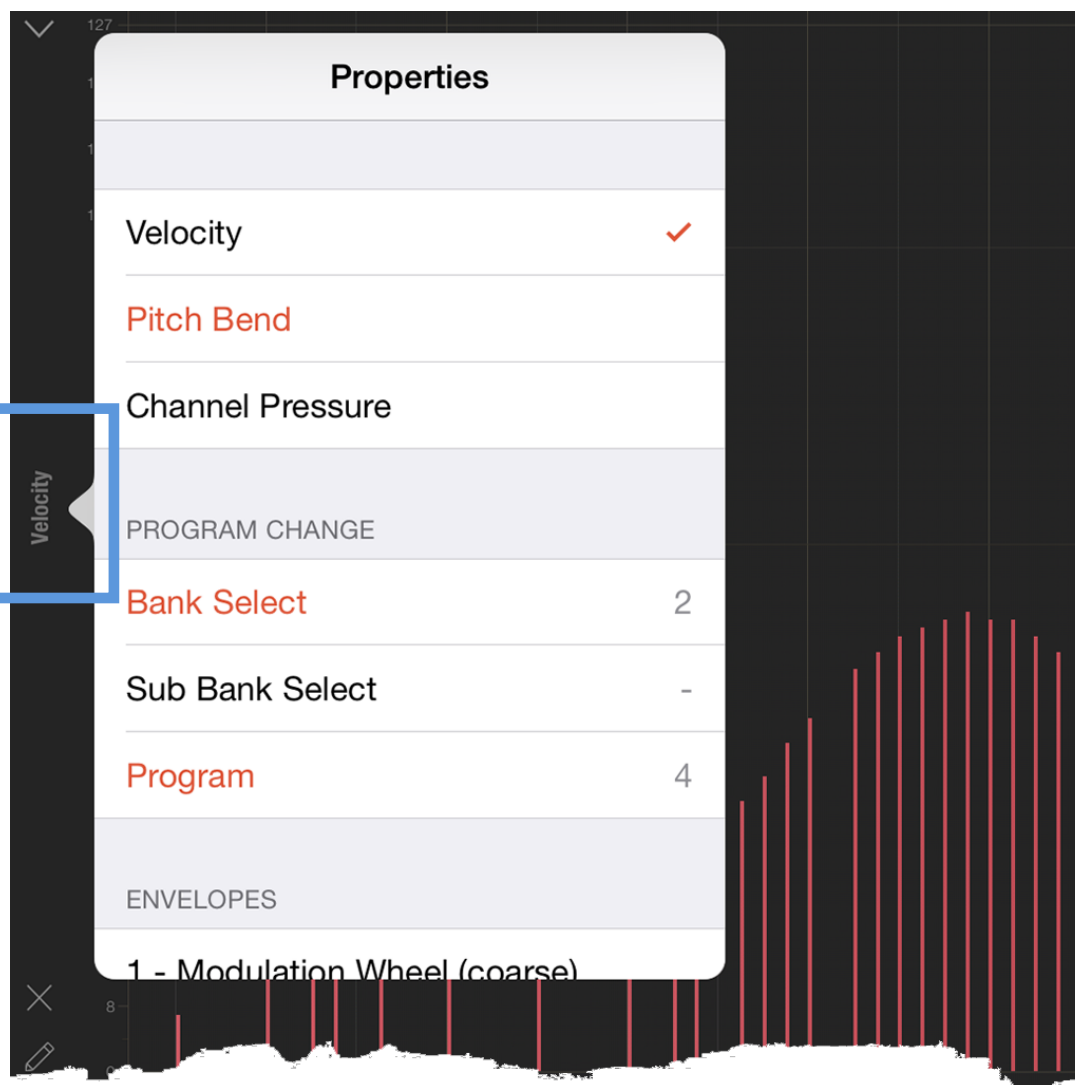 127
Properties
Velocity
Pitch Bend
Channel Pressure
Velocity
PROGRAM CHANGE
Bank Select 2
Sub Bank Select -
Program 4
ENVELOPES
1 - Modulation Wheel (coarse)
8